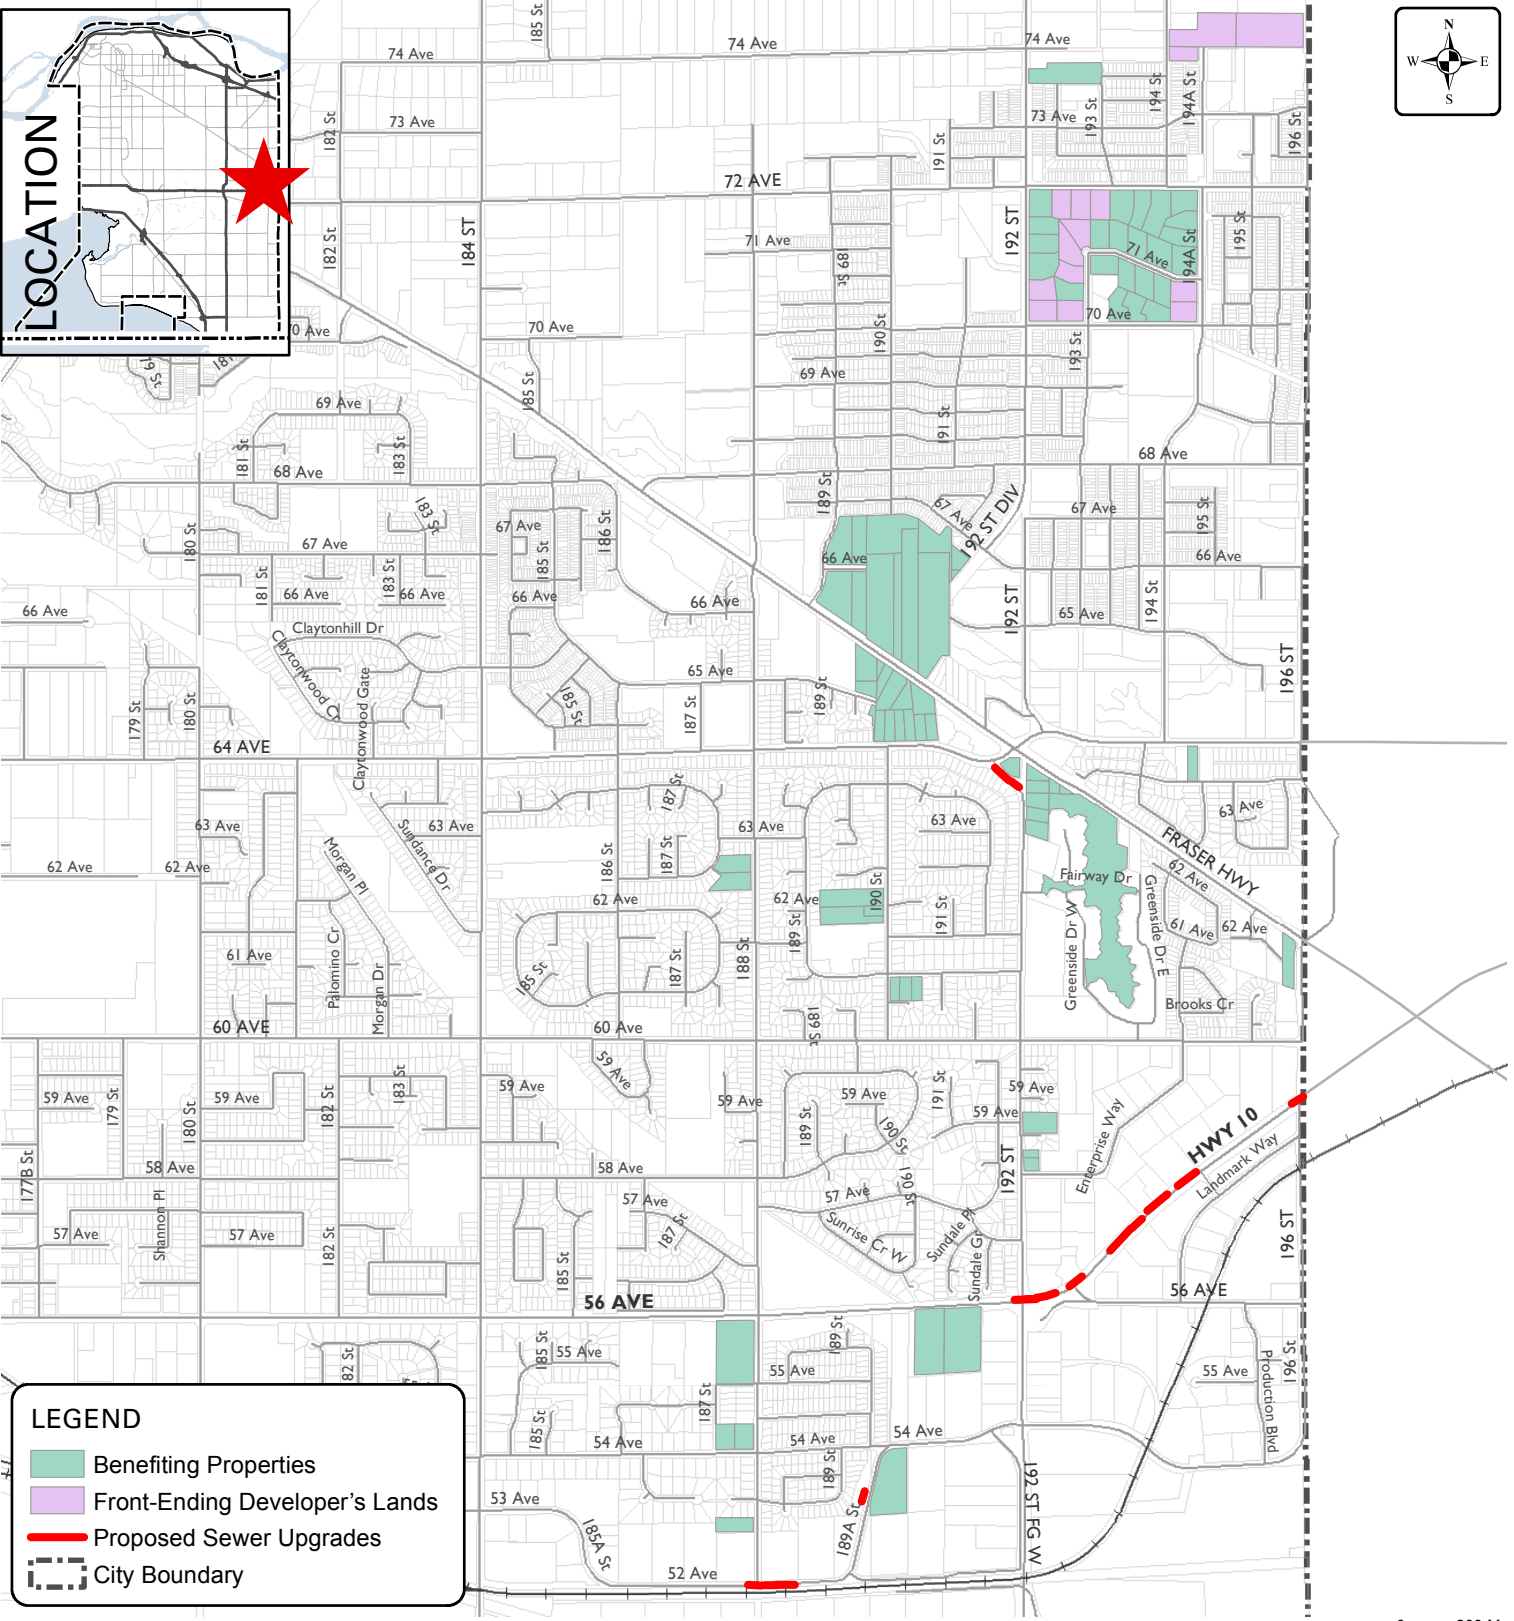 LOCATION
N
W E
S
185 St
74 Ave
74 Ave
74 Ave
182 St
73 Ave
191 St
73 Ave
193 St
194 St
194A St
196 St
72 AVE
182 St
184 ST
71 Ave
189 St
192 ST
71 Ave
194A St
195 St
70 Ave
190 St
70 Ave
193 St
185 St
69 Ave
69 Ave
191 St
181 St
68 Ave
183 St
68 Ave
180 St
183 St
67 Ave
67 Ave
185 St
186 St
189 St
67 Ave
192 ST DIV
67 Ave
195 St
66 Ave
66 Ave
181 St
66 Ave
183 St
66 Ave
66 Ave
66 Ave
66 Ave
192 ST
65 Ave
194 St
Claytonhill Dr
Claytonwood Cr
Claytonwood Gate
65 Ave
185 St
187 St
189 St
196 ST
179 St
180 St
64 AVE
187 St
63 Ave
Sundance Dr
63 Ave
63 Ave
63 Ave
63 Ave
FRASER HWY
62 Ave
62 Ave
Morgan Pl
186 St
187 St
62 Ave
62 Ave
190 St
189 St
191 St
Fairway Dr
62 Ave
Greenside Dr W
Greenside Dr E
61 Ave
62 Ave
61 Ave
Palomino Cr
Morgan Dr
185 St
187 St
188 St
Brooks Cr
60 AVE
60 Ave
189 St
59 Ave
59 Ave
179 St
180 St
59 Ave
182 St
183 St
59 Ave
59 Ave
59 Ave
189 St
190 St
191 St
59 Ave
59 Ave
Enterprise Way
HWY 10
Landmark Way
177B St
58 Ave
58 Ave
192 ST
190 St
57 Ave
Shannon Pl
57 Ave
182 St
57 Ave
187 St
185 St
57 Ave
Sunrise Cr W
Sundale Pl
Sundale Gr
196 ST
56 AVE
56 AVE
185 St
55 Ave
189 St
55 Ave
55 Ave
196 St
Production Blvd
187 St
185 St
54 Ave
54 Ave
54 Ave
189 St
53 Ave
185A St
189A St
192 ST FG W
52 Ave
LEGEND
Benefiting Properties
Front-Ending Developer's Lands
Proposed Sewer Upgrades
City Boundary